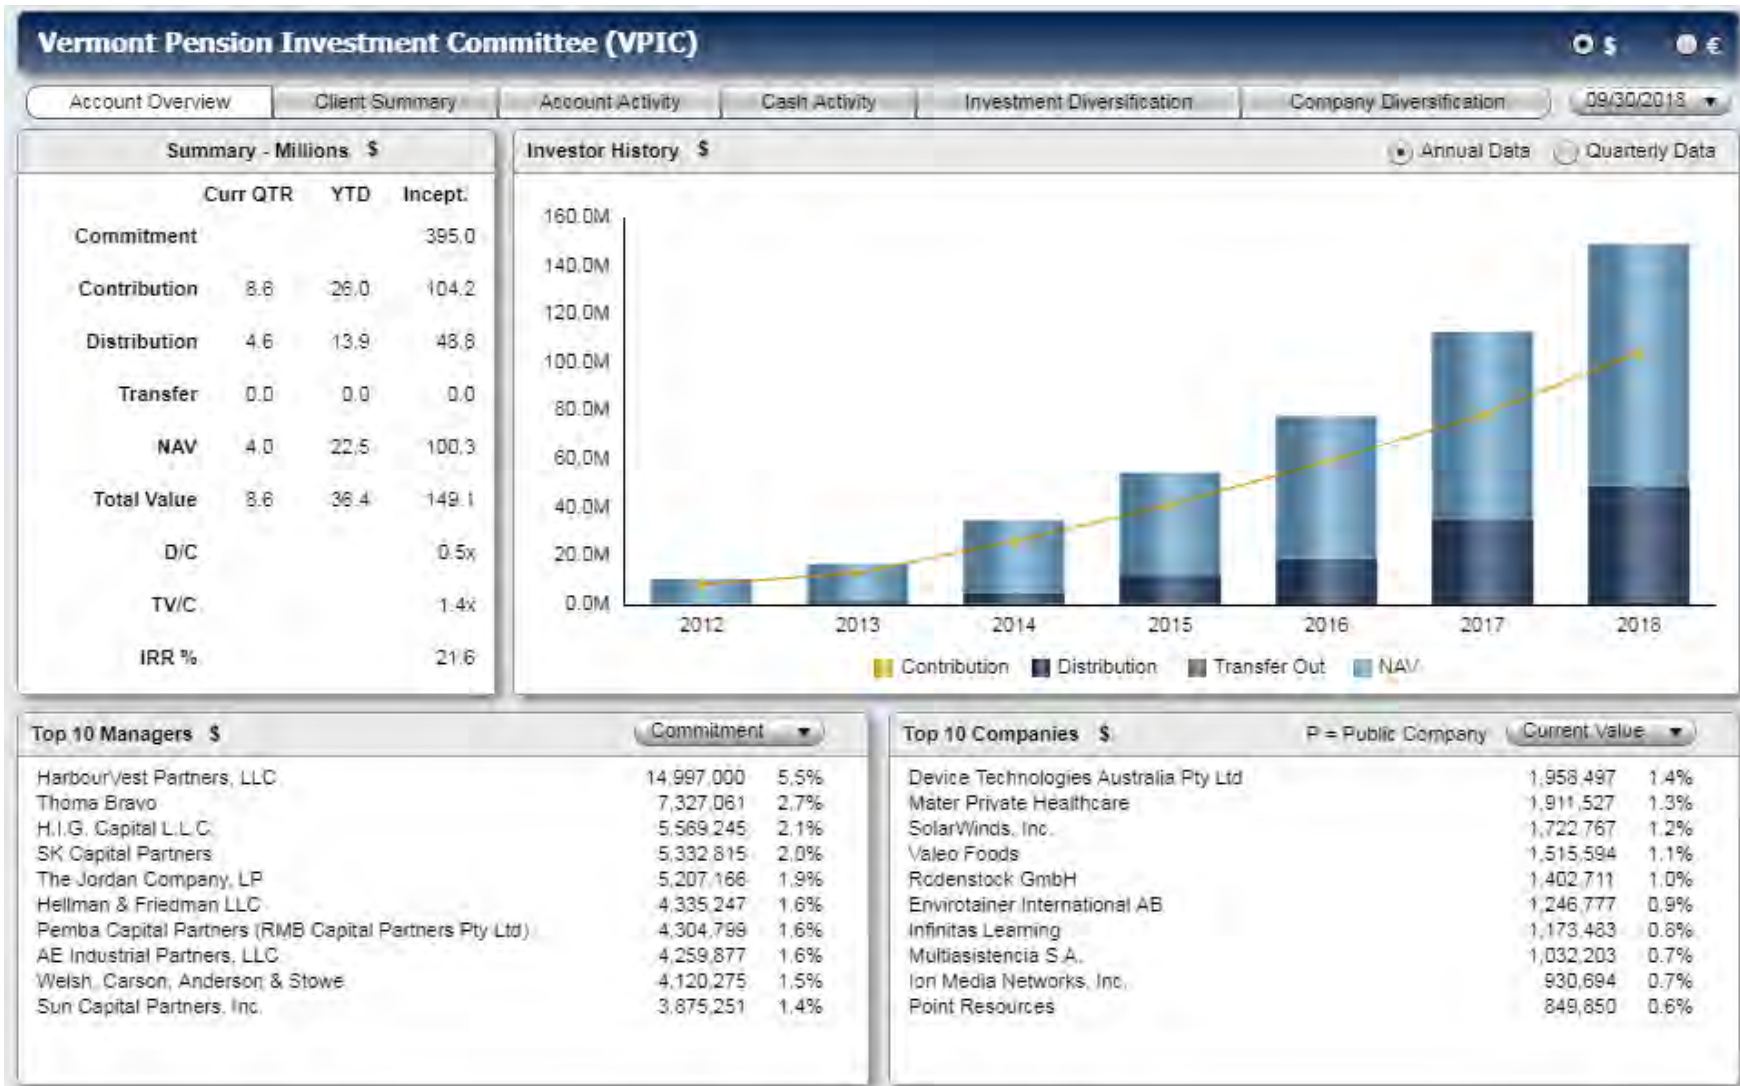 Vermont Pension Investment Committee (VPIC) $ €
Account Overview Client Summary Account Activity Cash Activity Investment Diversification Company Diversification 09/30/2018
Summary - Millions $
Curr QTR YTD Incept.
Commitment 395.0
Contribution 8.6 26.0 104.2
Distribution 4.6 13.9 48.8
Transfer 0.0 0.0 0.0
NAV 4.0 22.5 100.3
Total Value 8.6 36.4 149.1
D/C 0.5x
TV/C 1.4x
IRR % 21.6
Investor History $ Annual Data Quarterly Data
160.0M
140.0M
120.0M
100.0M
80.0M
60.0M
40.0M
20.0M
0.0M
2012 2013 2014 2015 2016 2017 2018
Contribution Distribution Transfer Out NAV
Top 10 Managers $ Commitment
HarbourVest Partners, LLC 14,997,000 5.5%
Thoma Bravo 7,327,061 2.7%
H.I.G. Capital L.L.C. 5,569,245 2.1%
SK Capital Partners 5,332,815 2.0%
The Jordan Company, LP 5,207,166 1.9%
Hellman & Friedman LLC 4,335,247 1.6%
Pemba Capital Partners (RMB Capital Partners Pty Ltd) 4,304,799 1.6%
AE Industrial Partners, LLC 4,259,877 1.6%
Welsh, Carson, Anderson & Stowe 4,120,275 1.5%
Sun Capital Partners, Inc. 3,875,251 1.4%
Top 10 Companies $ P = Public Company Current Value
Device Technologies Australia Pty Ltd 1,958,497 1.4%
Mater Private Healthcare 1,911,527 1.3%
SolarWinds, Inc. 1,722,767 1.2%
Valeo Foods 1,515,594 1.1%
Rodenstock GmbH 1,402,711 1.0%
Envirotainer International AB 1,246,777 0.9%
Infinitas Learning 1,173,483 0.8%
Multiasistencia S.A. 1,032,203 0.7%
Ion Media Networks, Inc. 930,694 0.7%
Point Resources 849,850 0.6%